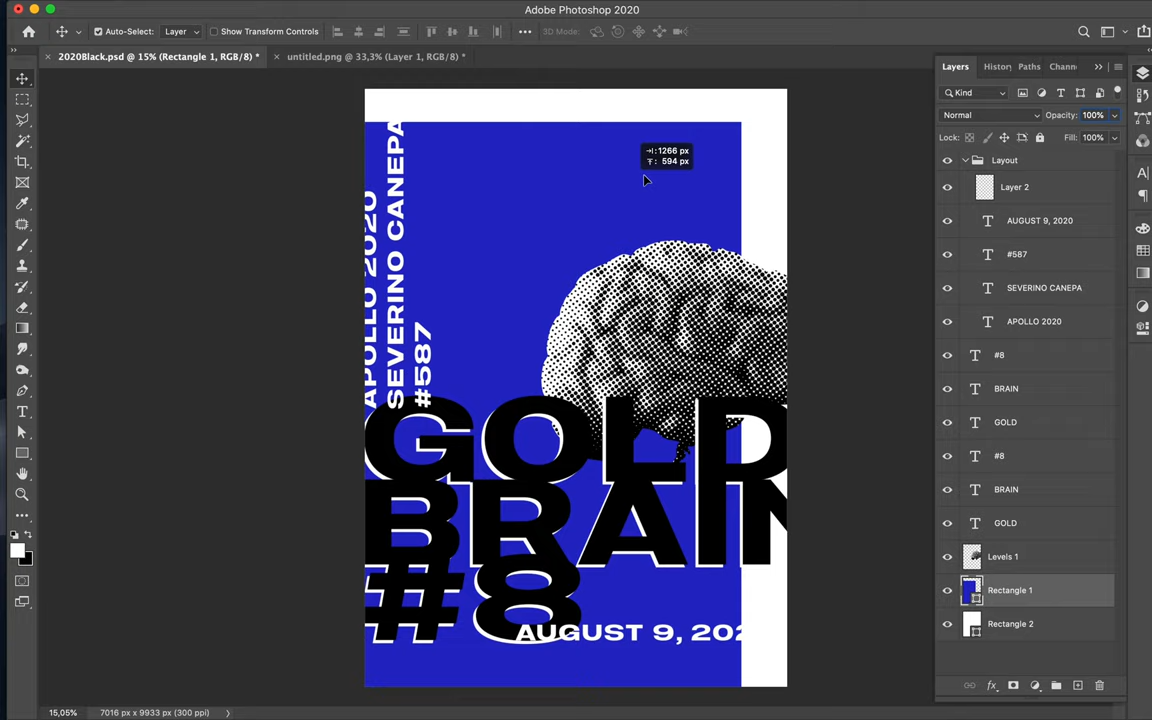 Adobe Photoshop 2020
Auto-Select: Layer Show Transform Controls 3D Mode:
2020Black.psd @ 15% (Rectangle 1, RGB/8) * untitled.png @ 33,3% (Layer 1, RGB/8) *
Layers History Paths Chann
Kind
Normal Opacity: 100%
Lock: Fill: 100%
Layout
Layer 2
AUGUST 9, 2020
#587
SEVERINO CANEPA
APOLLO 2020
#8
BRAIN
GOLD
#8
BRAIN
GOLD
Levels 1
Rectangle 1
Rectangle 2
1266 px
594 px
APOLLO 2020
SEVERINO CANEPA
#587
GOLD
BRAIN
#8
AUGUST 9, 202
15,05% 7016 px x 9933 px (300 ppi)